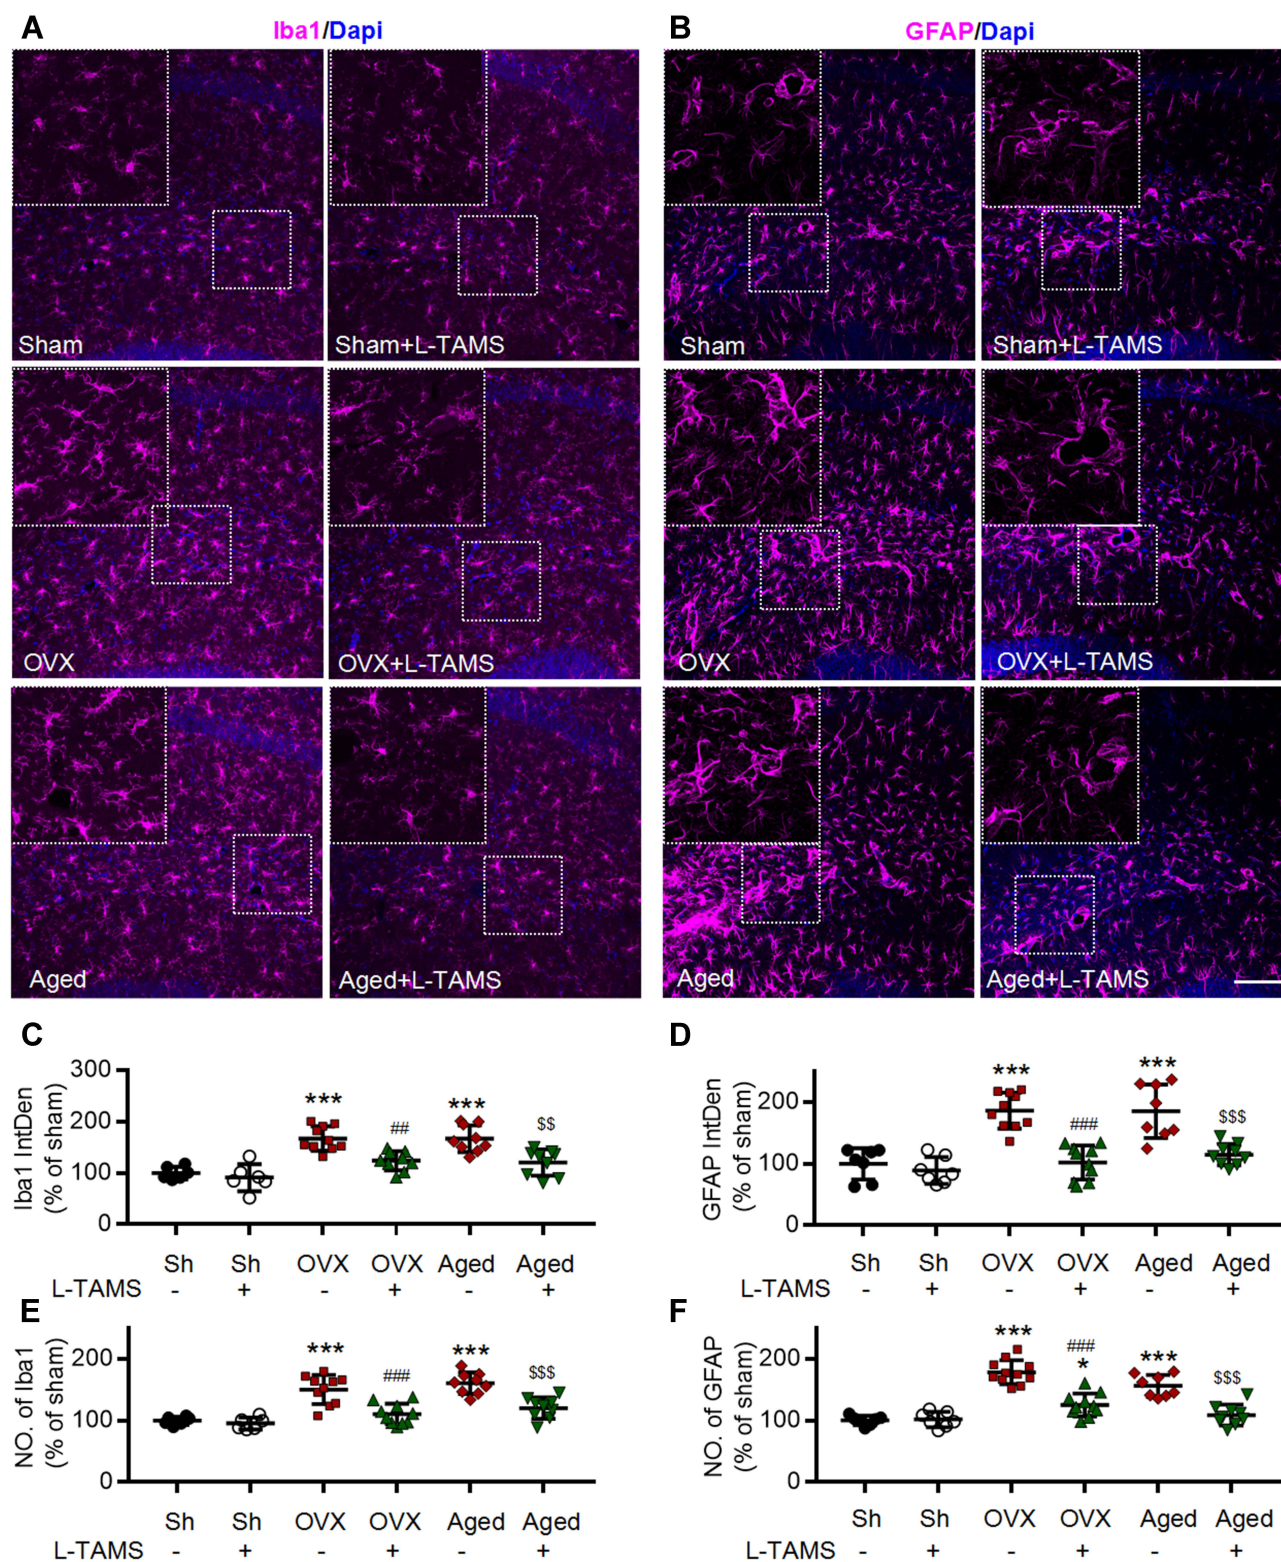 A
Iba1/Dapi
B
GFAP/Dapi
Sham
Sham+L-TAMS
Sham
Sham+L-TAMS
OVX
OVX+L-TAMS
OVX
OVX+L-TAMS
Aged
Aged+L-TAMS
Aged
Aged+L-TAMS
C
Iba1 IntDen
(% of sham)
300
200
100
0
***
##
***
$$
Sh Sh OVX OVX Aged Aged
L-TAMS - + - + - +
D
GFAP IntDen
(% of sham)
200
100
0
***
###
***
$$$
Sh Sh OVX OVX Aged Aged
L-TAMS - + - + - +
E
NO. of Iba1
(% of sham)
200
100
0
***
###
***
$$$
Sh Sh OVX OVX Aged Aged
L-TAMS - + - + - +
F
NO. of GFAP
(% of sham)
200
100
0
***
###
*
***
$$$
Sh Sh OVX OVX Aged Aged
L-TAMS - + - + - +